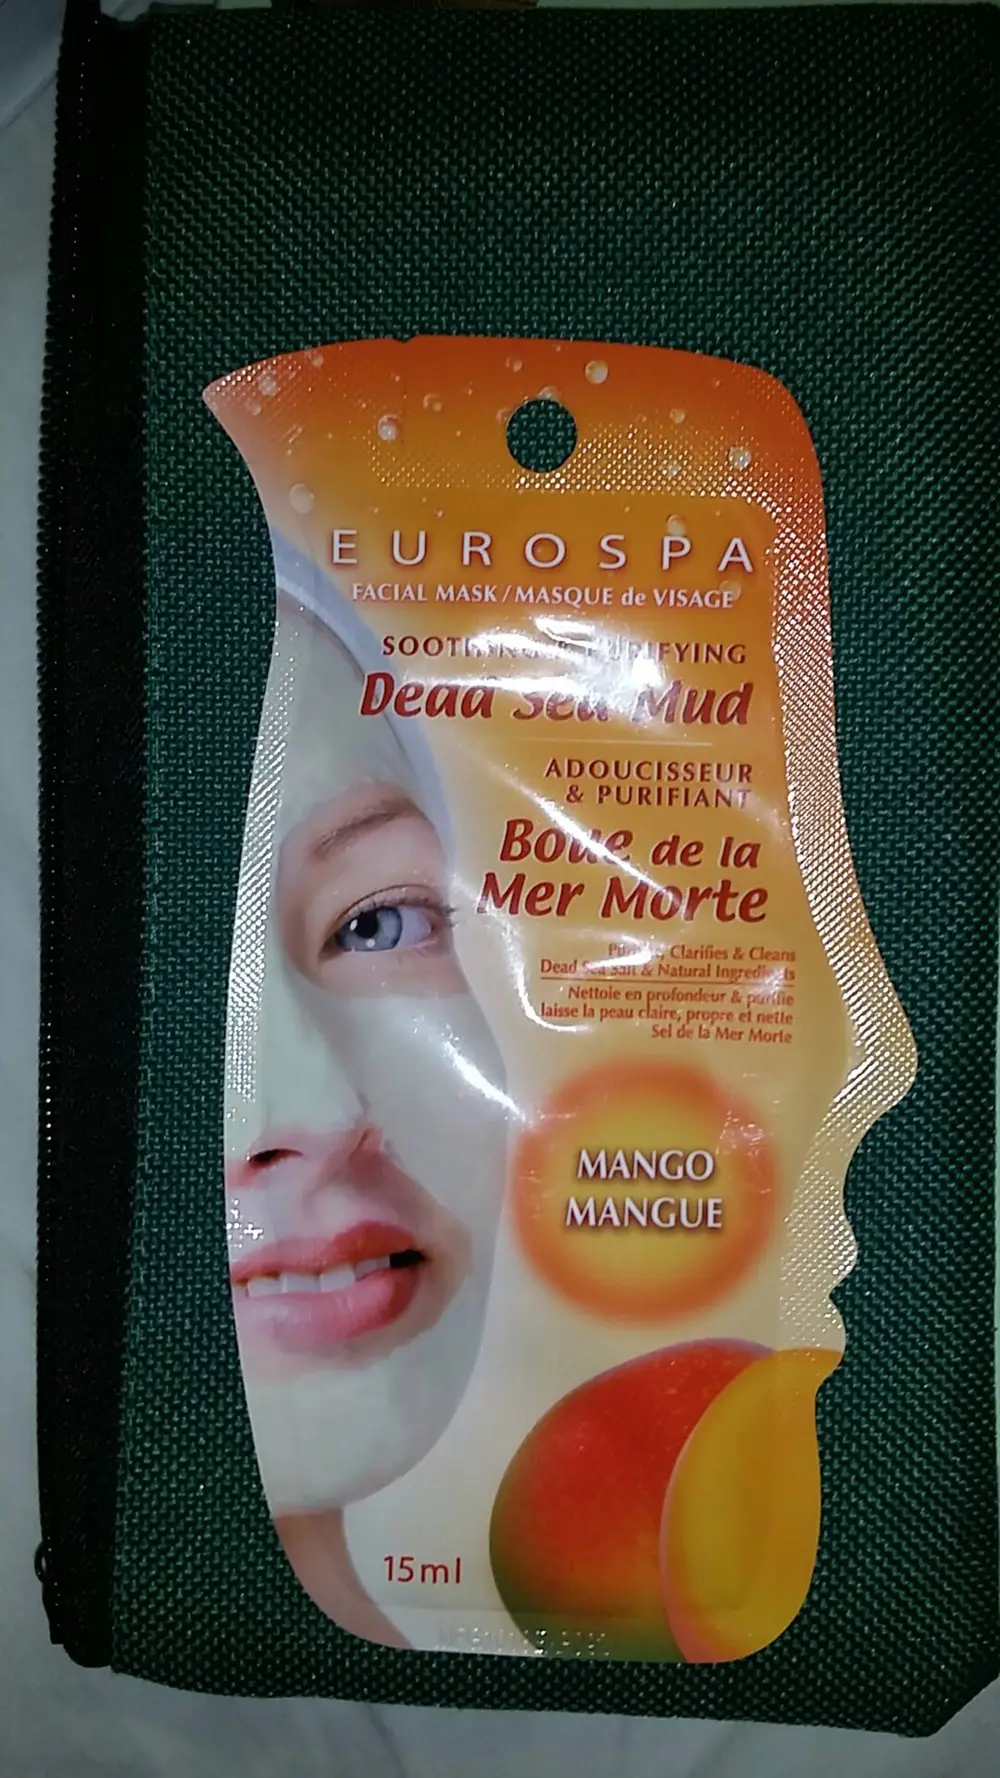 EUROSPA
FACIAL MASK / MASQUE de VISAGE
SOOTHING & PURIFYING
Dead Sea Mud
ADOUCISSEUR
& PURIFIANT
Boue de la
Mer Morte
Clarifies & Cleans
Dead Sea Salt & Natural Ingredients
Nettoie en profondeur & purifie
laisse la peau claire, propre et nette
Sel de la Mer Morte
MANGO
MANGUE
15ml